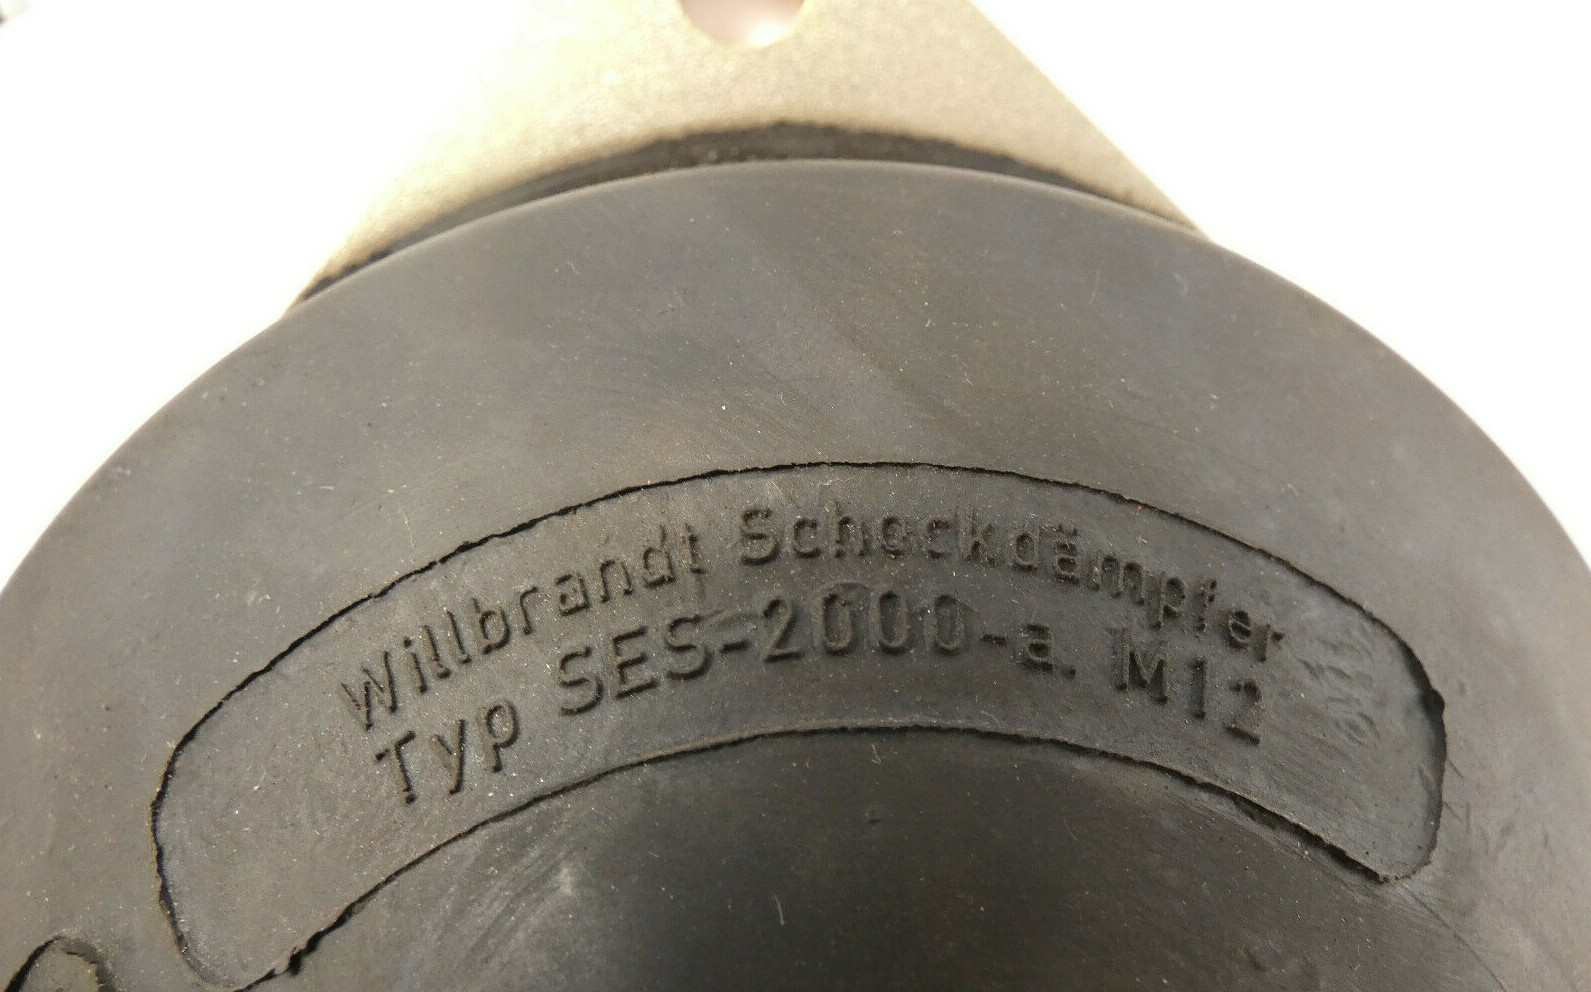 Willbrandt Schockdämpfer
Typ SES-2000-a. M12